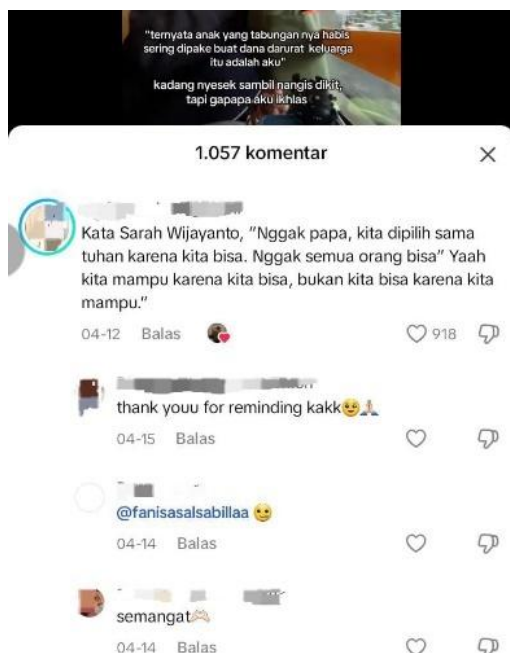 "ternyata anak yang tabungan nya habis
sering dipake buat dana darurat keluarga
itu adalah aku"
kadang nyesek sambil nangis dikit,
tapi gapapa aku ikhlas
1.057 komentar
Kata Sarah Wijayanto, "Nggak papa, kita dipilih sama
tuhan karena kita bisa. Nggak semua orang bisa" Yaah
kita mampu karena kita bisa, bukan kita bisa karena kita
mampu."
04-12 Balas 918
thank youu for reminding kakk🥹🙏🏻
04-15 Balas
@fanisasalsabillaa 🥹
04-14 Balas
semangat🫶🏻
04-14 Balas